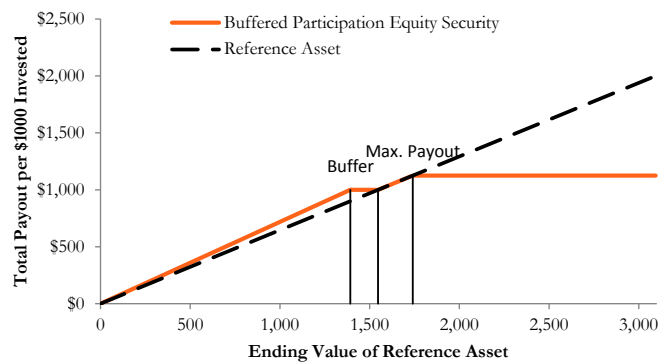 $2,500
Buffered Participation Equity Security
Reference Asset
$2,000
$1,500
Max. Payout
Buffer
$1,000
$500
$0
0
500
1,000
1,500
2,000
2,500
3,000
Total Payout per $1000 Invested
Ending Value of Reference Asset